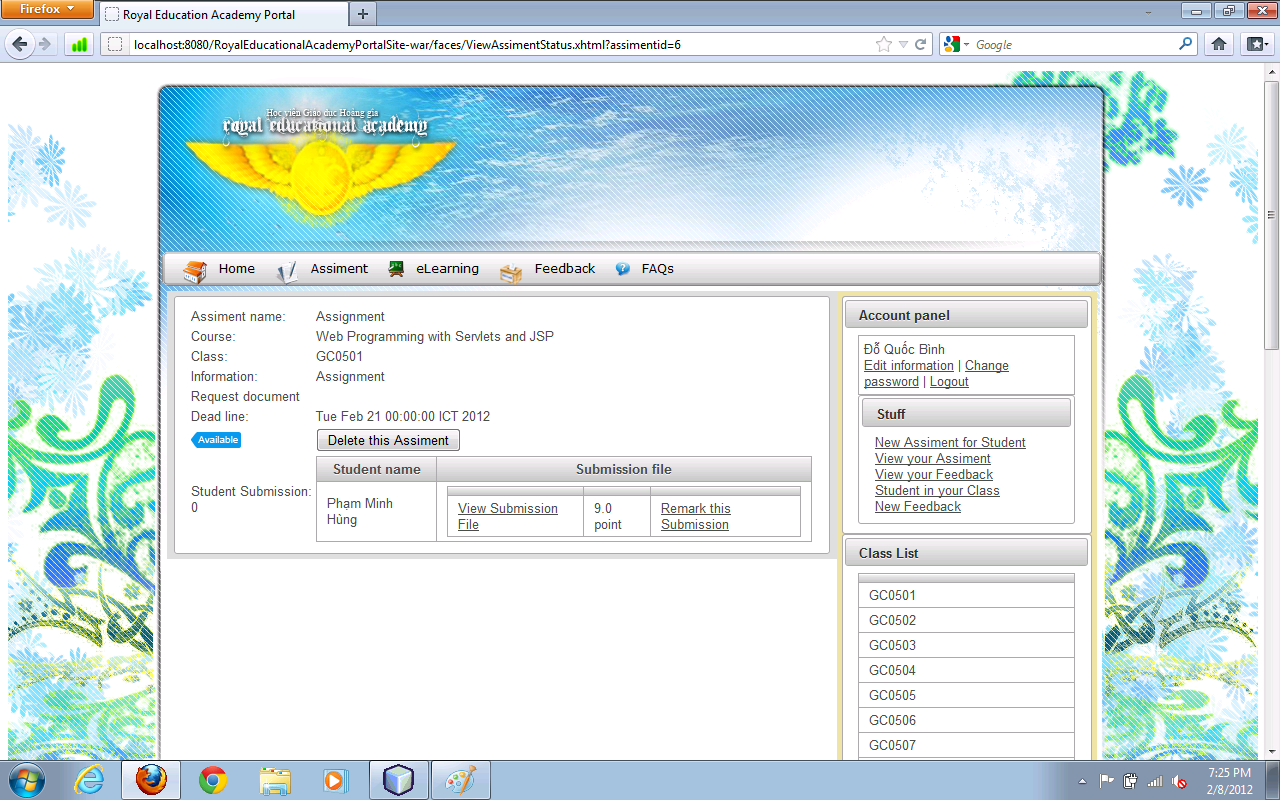 Firefox
Royal Education Academy Portal
localhost:8080/RoyalEducationalAcademyPortalSite-war/faces/ViewAssimentStatus.xhtml?assimentid=6
Google
Học viện Giáo dục Hoàng gia
Royal Educational Academy
Home Assiment eLearning Feedback FAQs
Assiment name: Assignment
Course: Web Programming with Servlets and JSP
Class: GC0501
Information: Assignment
Request document
Dead line: Tue Feb 21 00:00:00 ICT 2012
Available Delete this Assiment
Student name Submission file
Student Submission:
0
Phạm Minh
Hùng
View Submission
File
9.0
point
Remark this
Submission
Account panel
Đỗ Quốc Bình
Edit information | Change
password | Logout
Stuff
New Assiment for Student
View your Assiment
View your Feedback
Student in your Class
New Feedback
Class List
GC0501
GC0502
GC0503
GC0504
GC0505
GC0506
GC0507
7:25 PM
2/8/2012